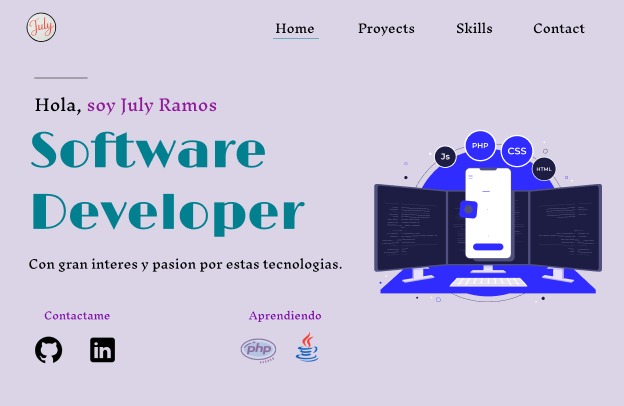 July
Home Proyects Skills Contact
Hola, soy July Ramos
Software
Developer
Con gran interes y pasion por estas tecnologias.
Js PHP CSS HTML
Contactame Aprendiendo
in php